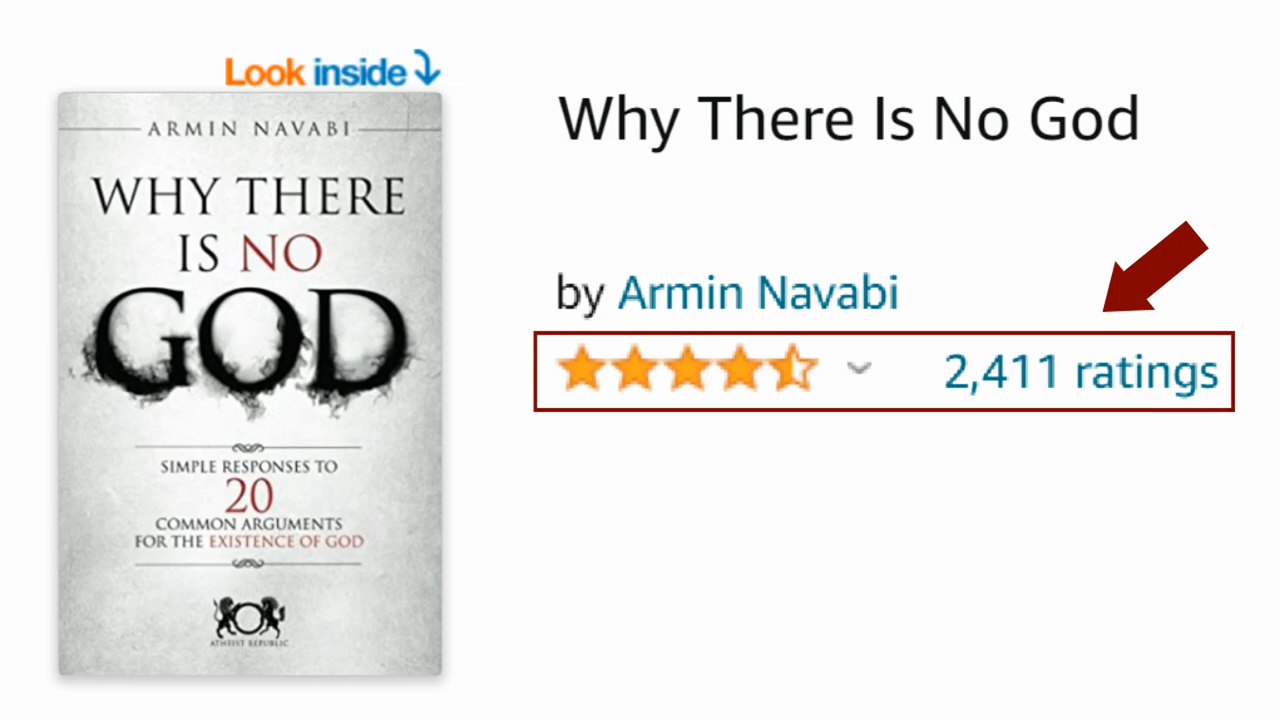 Look inside
ARMIN NAVABI
WHY THERE
IS NO
GOD
SIMPLE RESPONSES TO
20
COMMON ARGUMENTS
FOR THE EXISTENCE OF GOD
ATHEIST REPUBLIC
Why There Is No God
by Armin Navabi
2,411 ratings